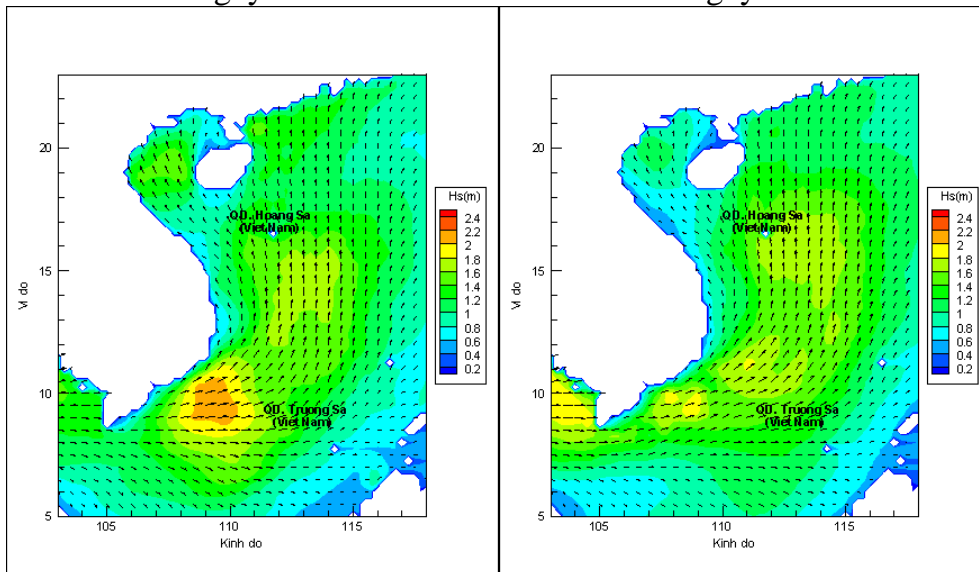 Hs(m)
2.4
2.2
2
1.8
1.6
1.4
1.2
1
0.8
0.6
0.4
0.2
20
15
10
5
105
110
115
Vi do
Kinh do
QD. Hoang Sa
(Viet Nam)
QD. Truong Sa
(Viet Nam)
Hs(m)
2.4
2.2
2
1.8
1.6
1.4
1.2
1
0.8
0.6
0.4
0.2
20
15
10
5
105
110
115
Vi do
Kinh do
QD. Hoang Sa
(Viet Nam)
QD. Truong Sa
(Viet Nam)